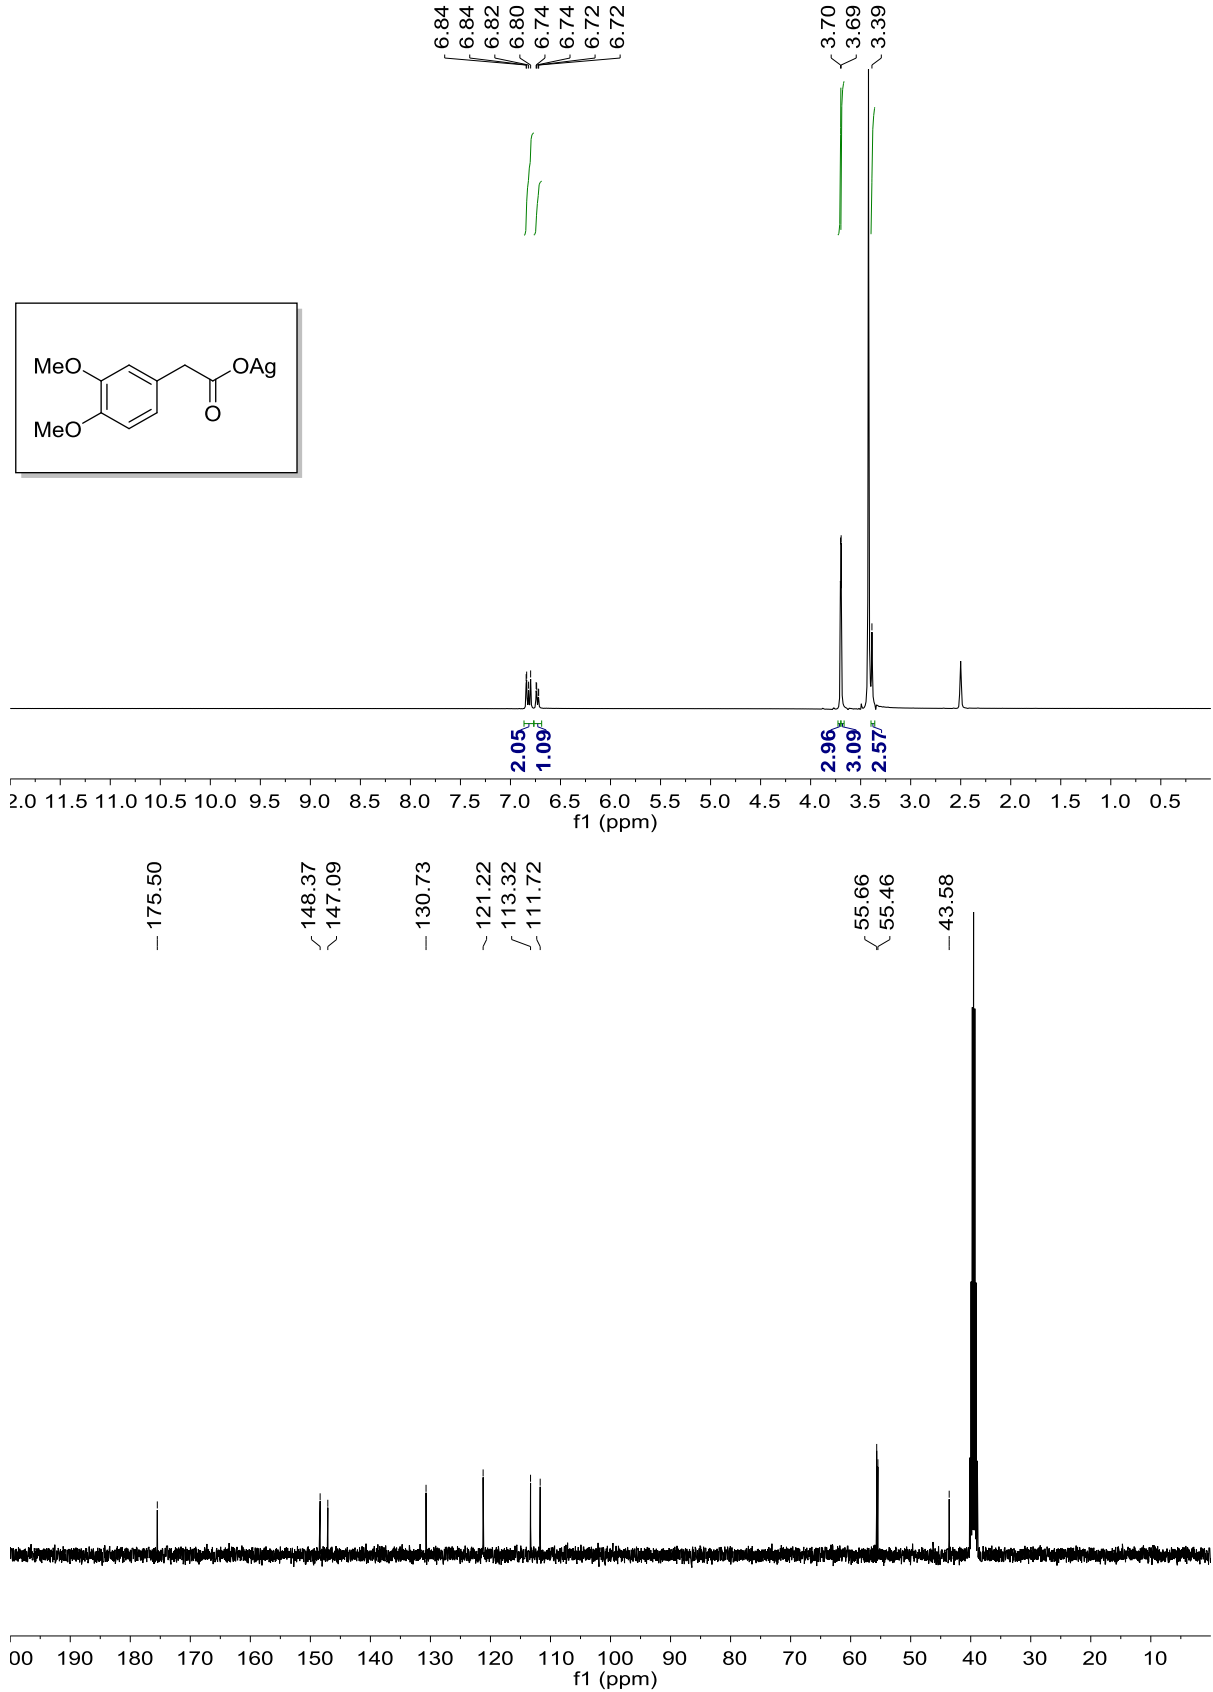 6.84 6.84 6.82 6.80 6.74 6.74 6.72 6.72 3.70 3.69 3.39
MeO OAg
O
MeO
2.05 1.09 2.96 3.09 2.57
2.0 11.5 11.0 10.5 10.0 9.5 9.0 8.5 8.0 7.5 7.0 6.5 6.0 5.5 5.0 4.5 4.0 3.5 3.0 2.5 2.0 1.5 1.0 0.5
f1 (ppm)
175.50 148.37 147.09 130.73 121.22 113.32 111.72 55.66 55.46 43.58
00 190 180 170 160 150 140 130 120 110 100 90 80 70 60 50 40 30 20 10
f1 (ppm)